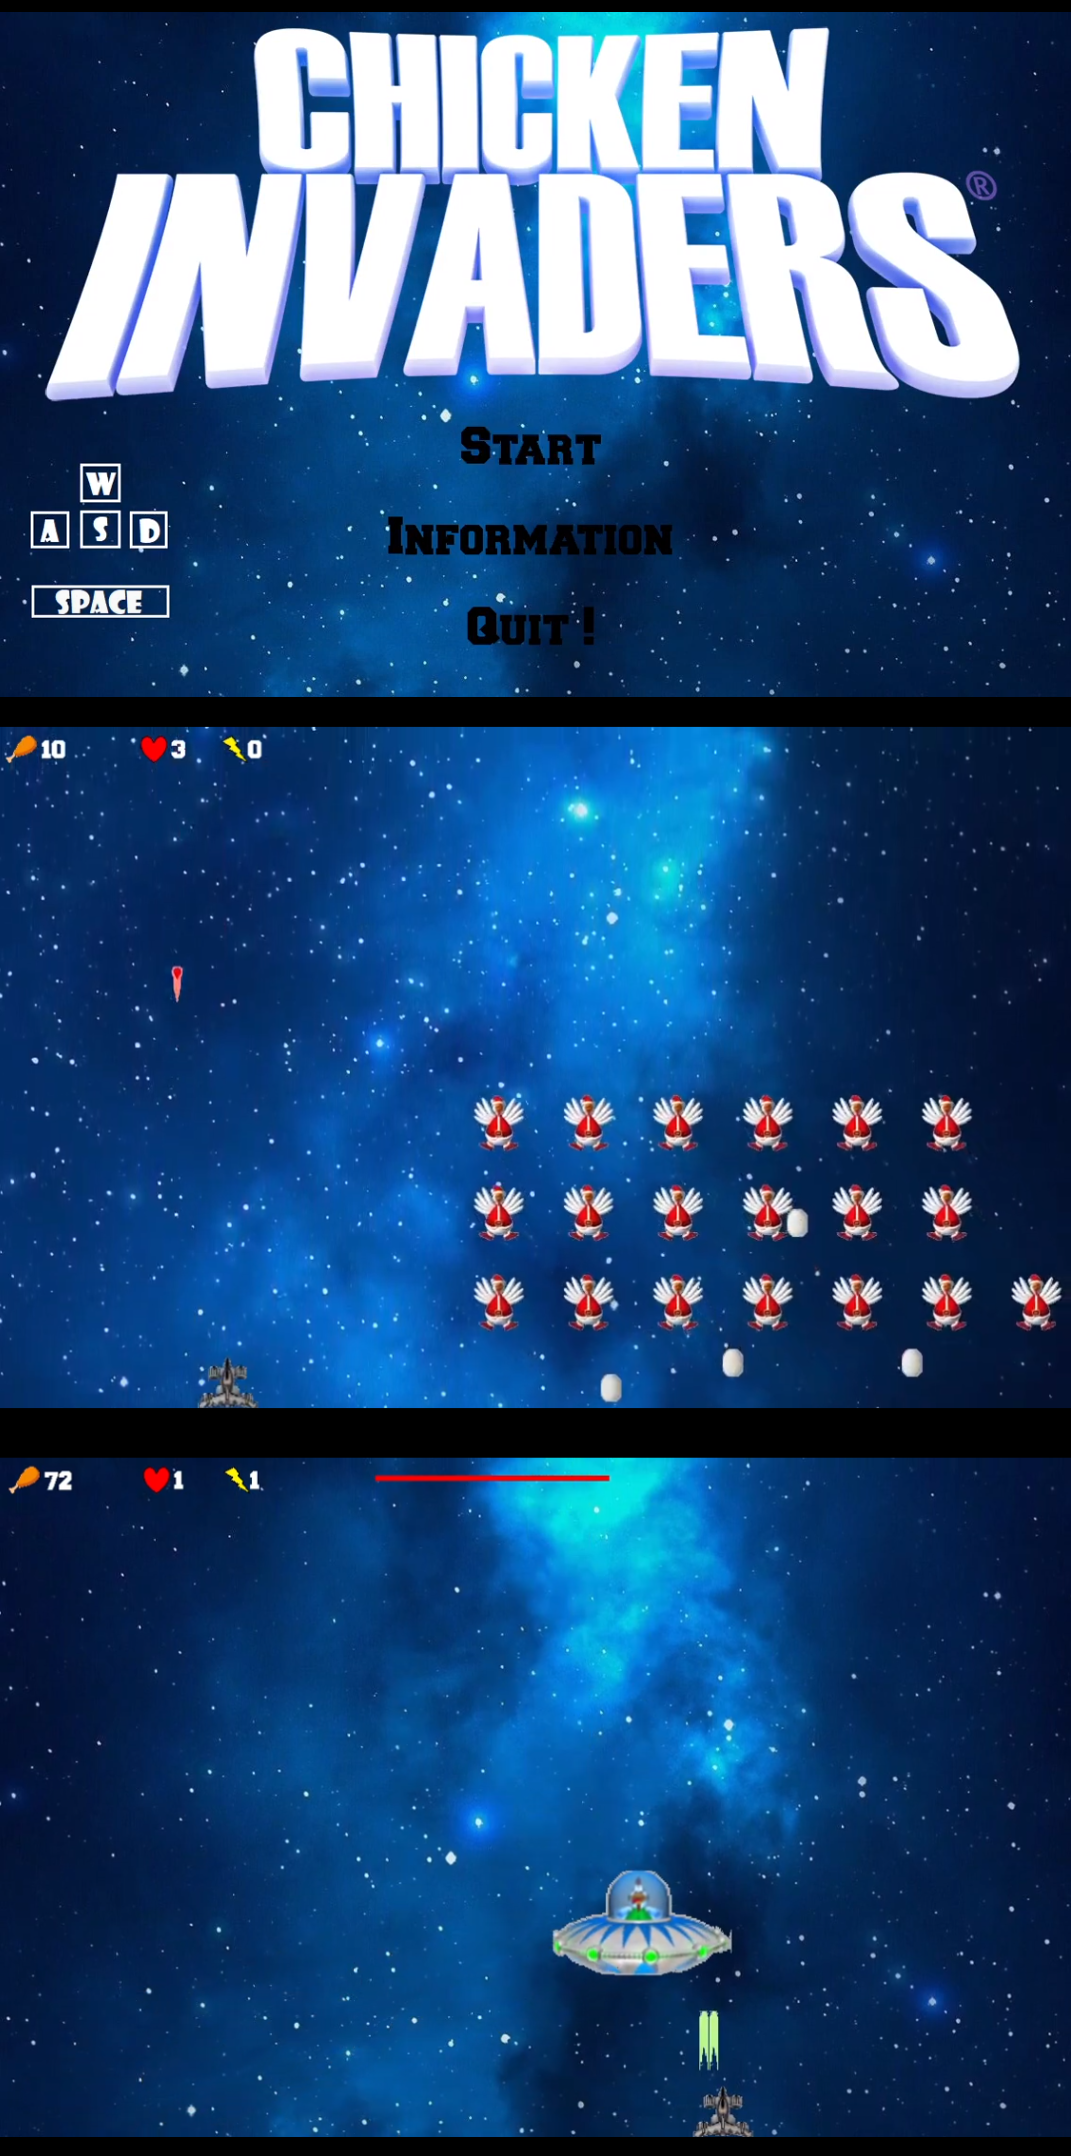 CHICKEN
INVADERS®
START
W
INFORMATION
A S D
SPACE
QUIT !
10 3 0
72 1 1